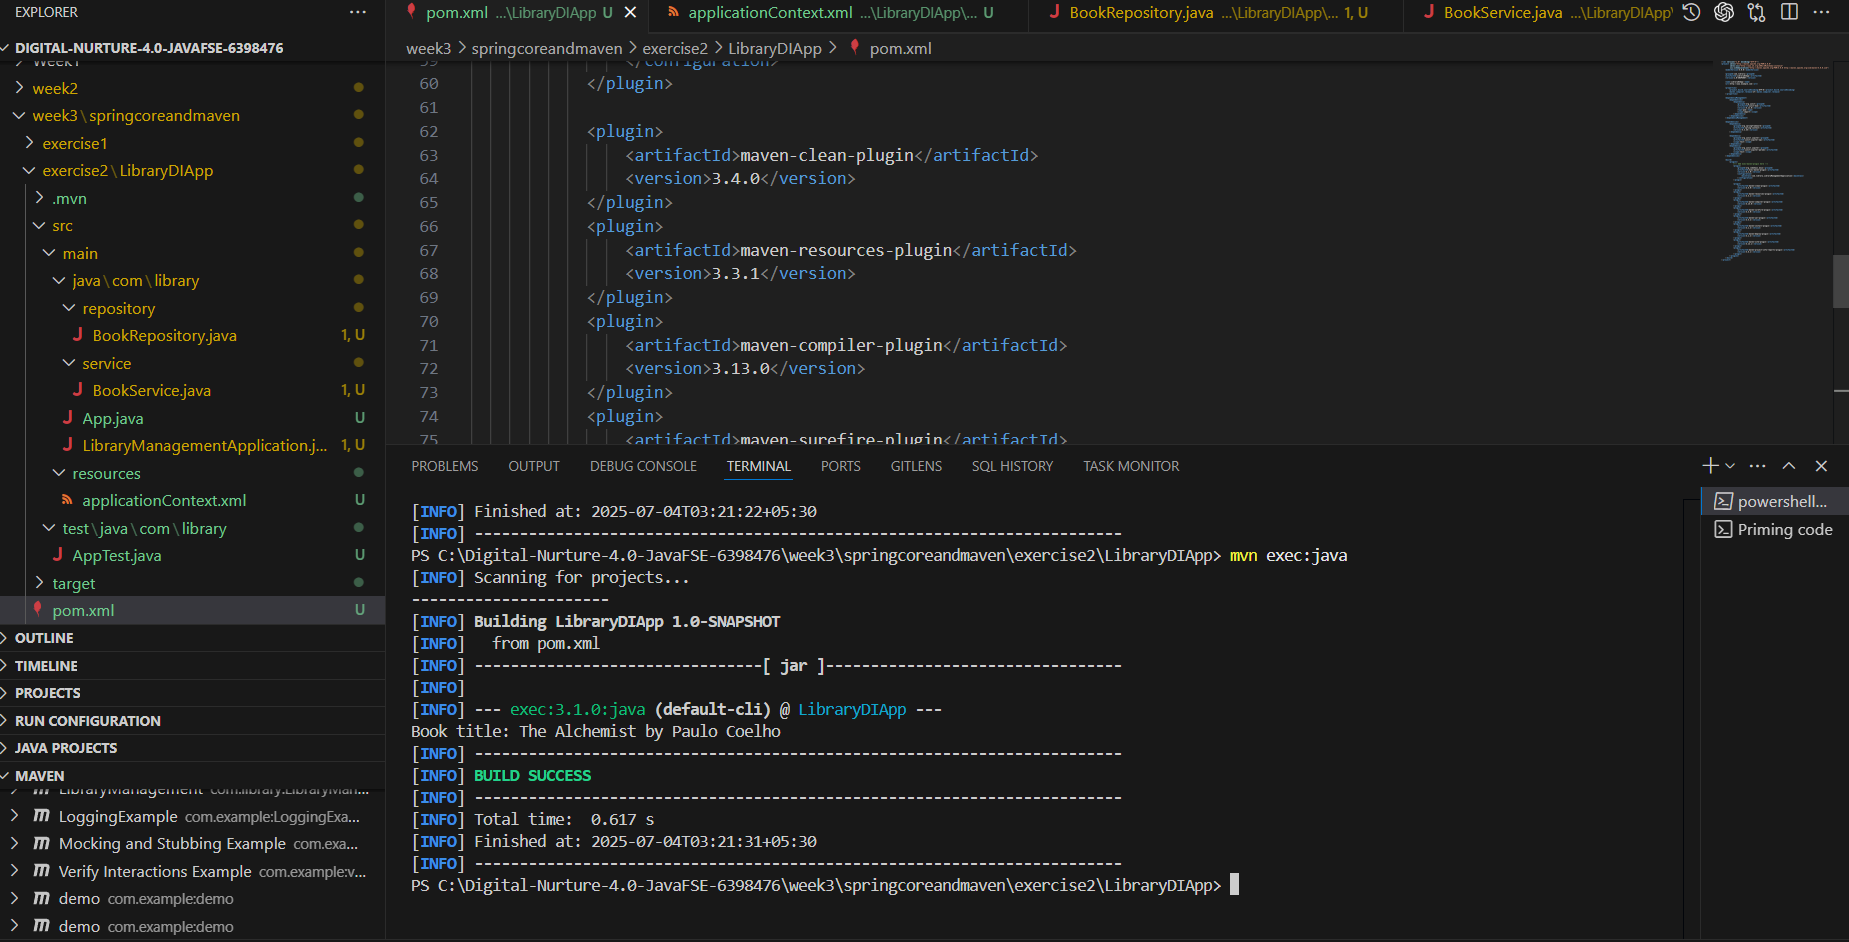 EXPLORER
DIGITAL-NURTURE-4.0-JAVAFSE-6398476
week1
week2
week3\springcoreandmaven
exercise1
exercise2\LibraryDIApp
.mvn
src
main
java\com\library
repository
BookRepository.java 1, U
service
BookService.java 1, U
App.java U
LibraryManagementApplication.j... 1, U
resources
applicationContext.xml U
test\java\com\library
AppTest.java U
target
pom.xml U
OUTLINE
TIMELINE
PROJECTS
RUN CONFIGURATION
JAVA PROJECTS
MAVEN
LibraryManagement com.library:LibraryMan...
LoggingExample com.example:LoggingExa...
Mocking and Stubbing Example com.exa...
Verify Interactions Example com.example:v...
demo com.example:demo
demo com.example:demo
pom.xml ...\LibraryDIApp U
applicationContext.xml ...\LibraryDIApp\... U
BookRepository.java ...\LibraryDIApp\... 1, U
BookService.java ...\LibraryDIApp\
week3 > springcoreandmaven > exercise2 > LibraryDIApp > pom.xml
59 </configuration>
60 </plugin>
61
62 <plugin>
63 <artifactId>maven-clean-plugin</artifactId>
64 <version>3.4.0</version>
65 </plugin>
66 <plugin>
67 <artifactId>maven-resources-plugin</artifactId>
68 <version>3.3.1</version>
69 </plugin>
70 <plugin>
71 <artifactId>maven-compiler-plugin</artifactId>
72 <version>3.13.0</version>
73 </plugin>
74 <plugin>
75 <artifactId>maven-surefire-plugin</artifactId>
PROBLEMS OUTPUT DEBUG CONSOLE TERMINAL PORTS GITLENS SQL HISTORY TASK MONITOR
[INFO] Finished at: 2025-07-04T03:21:22+05:30
[INFO] ------------------------------------------------------------------------
PS C:\Digital-Nurture-4.0-JavaFSE-6398476\week3\springcoreandmaven\exercise2\LibraryDIApp> mvn exec:java
[INFO] Scanning for projects...
----------------------
[INFO] Building LibraryDIApp 1.0-SNAPSHOT
[INFO]   from pom.xml
[INFO] --------------------------------[ jar ]---------------------------------
[INFO]
[INFO] --- exec:3.1.0:java (default-cli) @ LibraryDIApp ---
Book title: The Alchemist by Paulo Coelho
[INFO] ------------------------------------------------------------------------
[INFO] BUILD SUCCESS
[INFO] ------------------------------------------------------------------------
[INFO] Total time:  0.617 s
[INFO] Finished at: 2025-07-04T03:21:31+05:30
[INFO] ------------------------------------------------------------------------
PS C:\Digital-Nurture-4.0-JavaFSE-6398476\week3\springcoreandmaven\exercise2\LibraryDIApp>
powershell...
Priming code